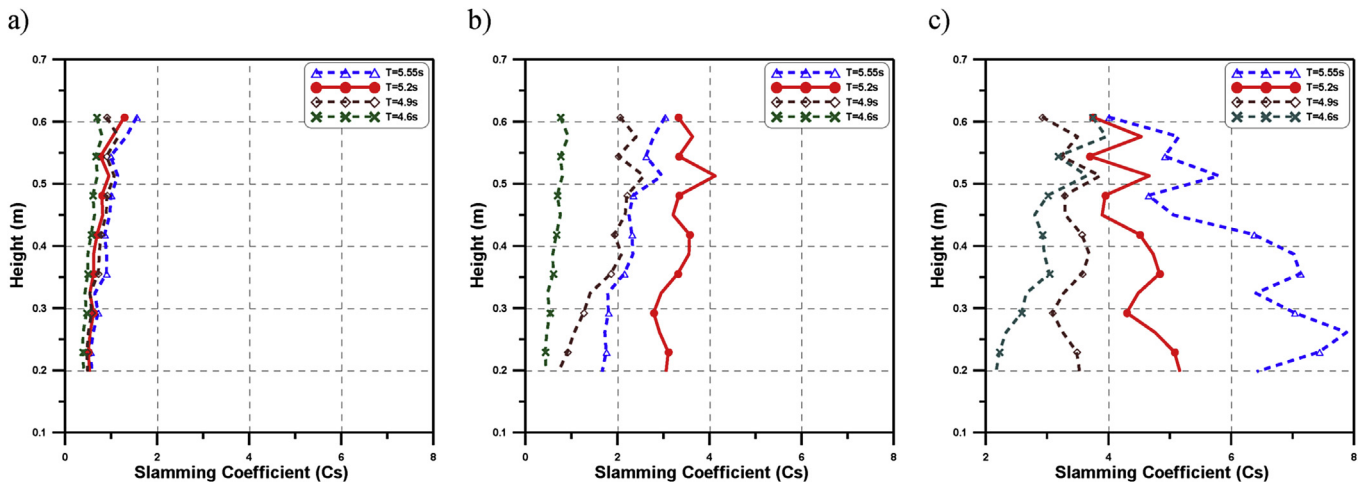 a)
0.7
0.6
0.5
0.4
0.3
0.2
0.1
Height (m)
0 2 4 6 8
Slamming Coefficient (Cs)
T=5.55s
T=5.2s
T=4.9s
T=4.6s
b)
0.7
0.6
0.5
0.4
0.3
0.2
0.1
Height (m)
0 2 4 6 8
Slamming Coefficient (Cs)
T=5.55s
T=5.2s
T=4.9s
T=4.6s
c)
0.7
0.6
0.5
0.4
0.3
0.2
0.1
Height (m)
2 4 6 8
Slamming Coefficient (Cs)
T=5.55s
T=5.2s
T=4.9s
T=4.6s